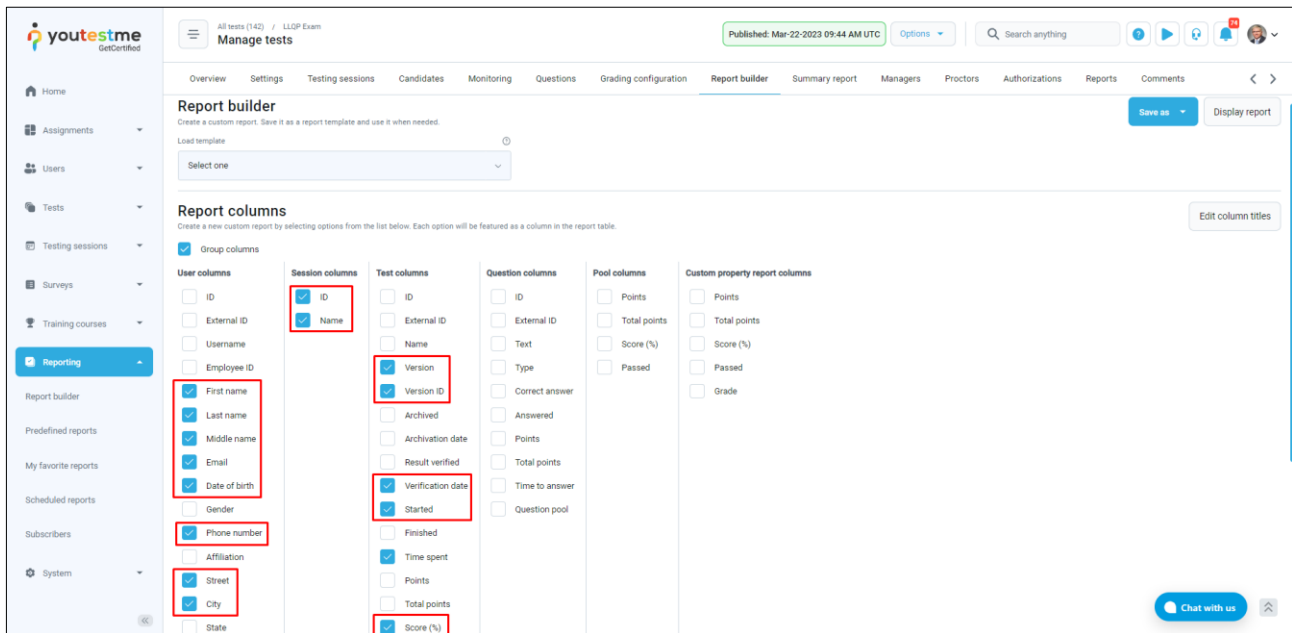 youtestme
GetCertified
All tests (142) / LLQP Exam
Manage tests
Published: Mar-22-2023 09:44 AM UTC
Options
Search anything
74
Home
Assignments
Users
Tests
Testing sessions
Surveys
Training courses
Reporting
Report builder
Predefined reports
My favorite reports
Scheduled reports
Subscribers
System
Overview Settings Testing sessions Candidates Monitoring Questions Grading configuration Report builder Summary report Managers Proctors Authorizations Reports Comments
Report builder
Create a custom report. Save it as a report template and use it when needed.
Save as
Display report
Load template
Select one
Report columns
Create a new custom report by selecting options from the list below. Each option will be featured as a column in the report table.
Edit column titles
Group columns
User columns
ID
External ID
Username
Employee ID
First name
Last name
Middle name
Email
Date of birth
Gender
Phone number
Affiliation
Street
City
State
Session columns
ID
Name
Test columns
ID
External ID
Name
Version
Version ID
Archived
Archivation date
Result verified
Verification date
Started
Finished
Time spent
Points
Total points
Score (%)
Question columns
ID
External ID
Text
Type
Correct answer
Answered
Points
Total points
Time to answer
Question pool
Pool columns
Points
Total points
Score (%)
Passed
Custom property report columns
Points
Total points
Score (%)
Passed
Grade
Chat with us